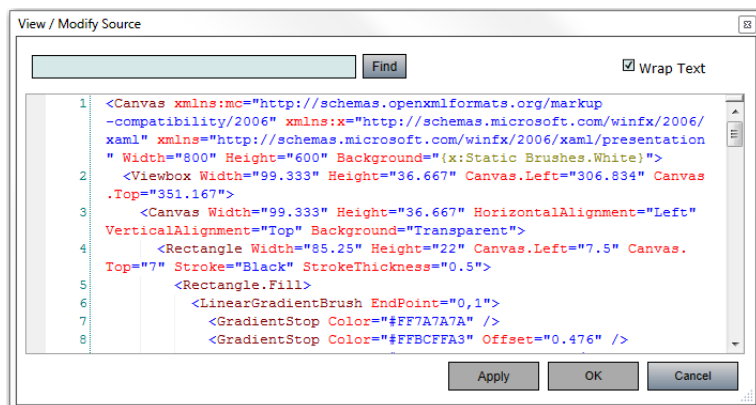 View / Modify Source
Find
Wrap Text
1 <Canvas xmlns:mc="http://schemas.openxmlformats.org/markup
-compatibility/2006" xmlns:x="http://schemas.microsoft.com/winfx/2006/
xaml" xmlns="http://schemas.microsoft.com/winfx/2006/xaml/presentation
" Width="800" Height="600" Background="{x:Static Brushes.White}">
2 <Viewbox Width="99.333" Height="36.667" Canvas.Left="306.834" Canvas
.Top="351.167">
3 <Canvas Width="99.333" Height="36.667" HorizontalAlignment="Left"
VerticalAlignment="Top" Background="Transparent">
4 <Rectangle Width="85.25" Height="22" Canvas.Left="7.5" Canvas.
Top="7" Stroke="Black" StrokeThickness="0.5">
5 <Rectangle.Fill>
6 <LinearGradientBrush EndPoint="0,1">
7 <GradientStop Color="#FF7A7A7A" />
8 <GradientStop Color="#FFBCFFA3" Offset="0.476" />
Apply
OK
Cancel